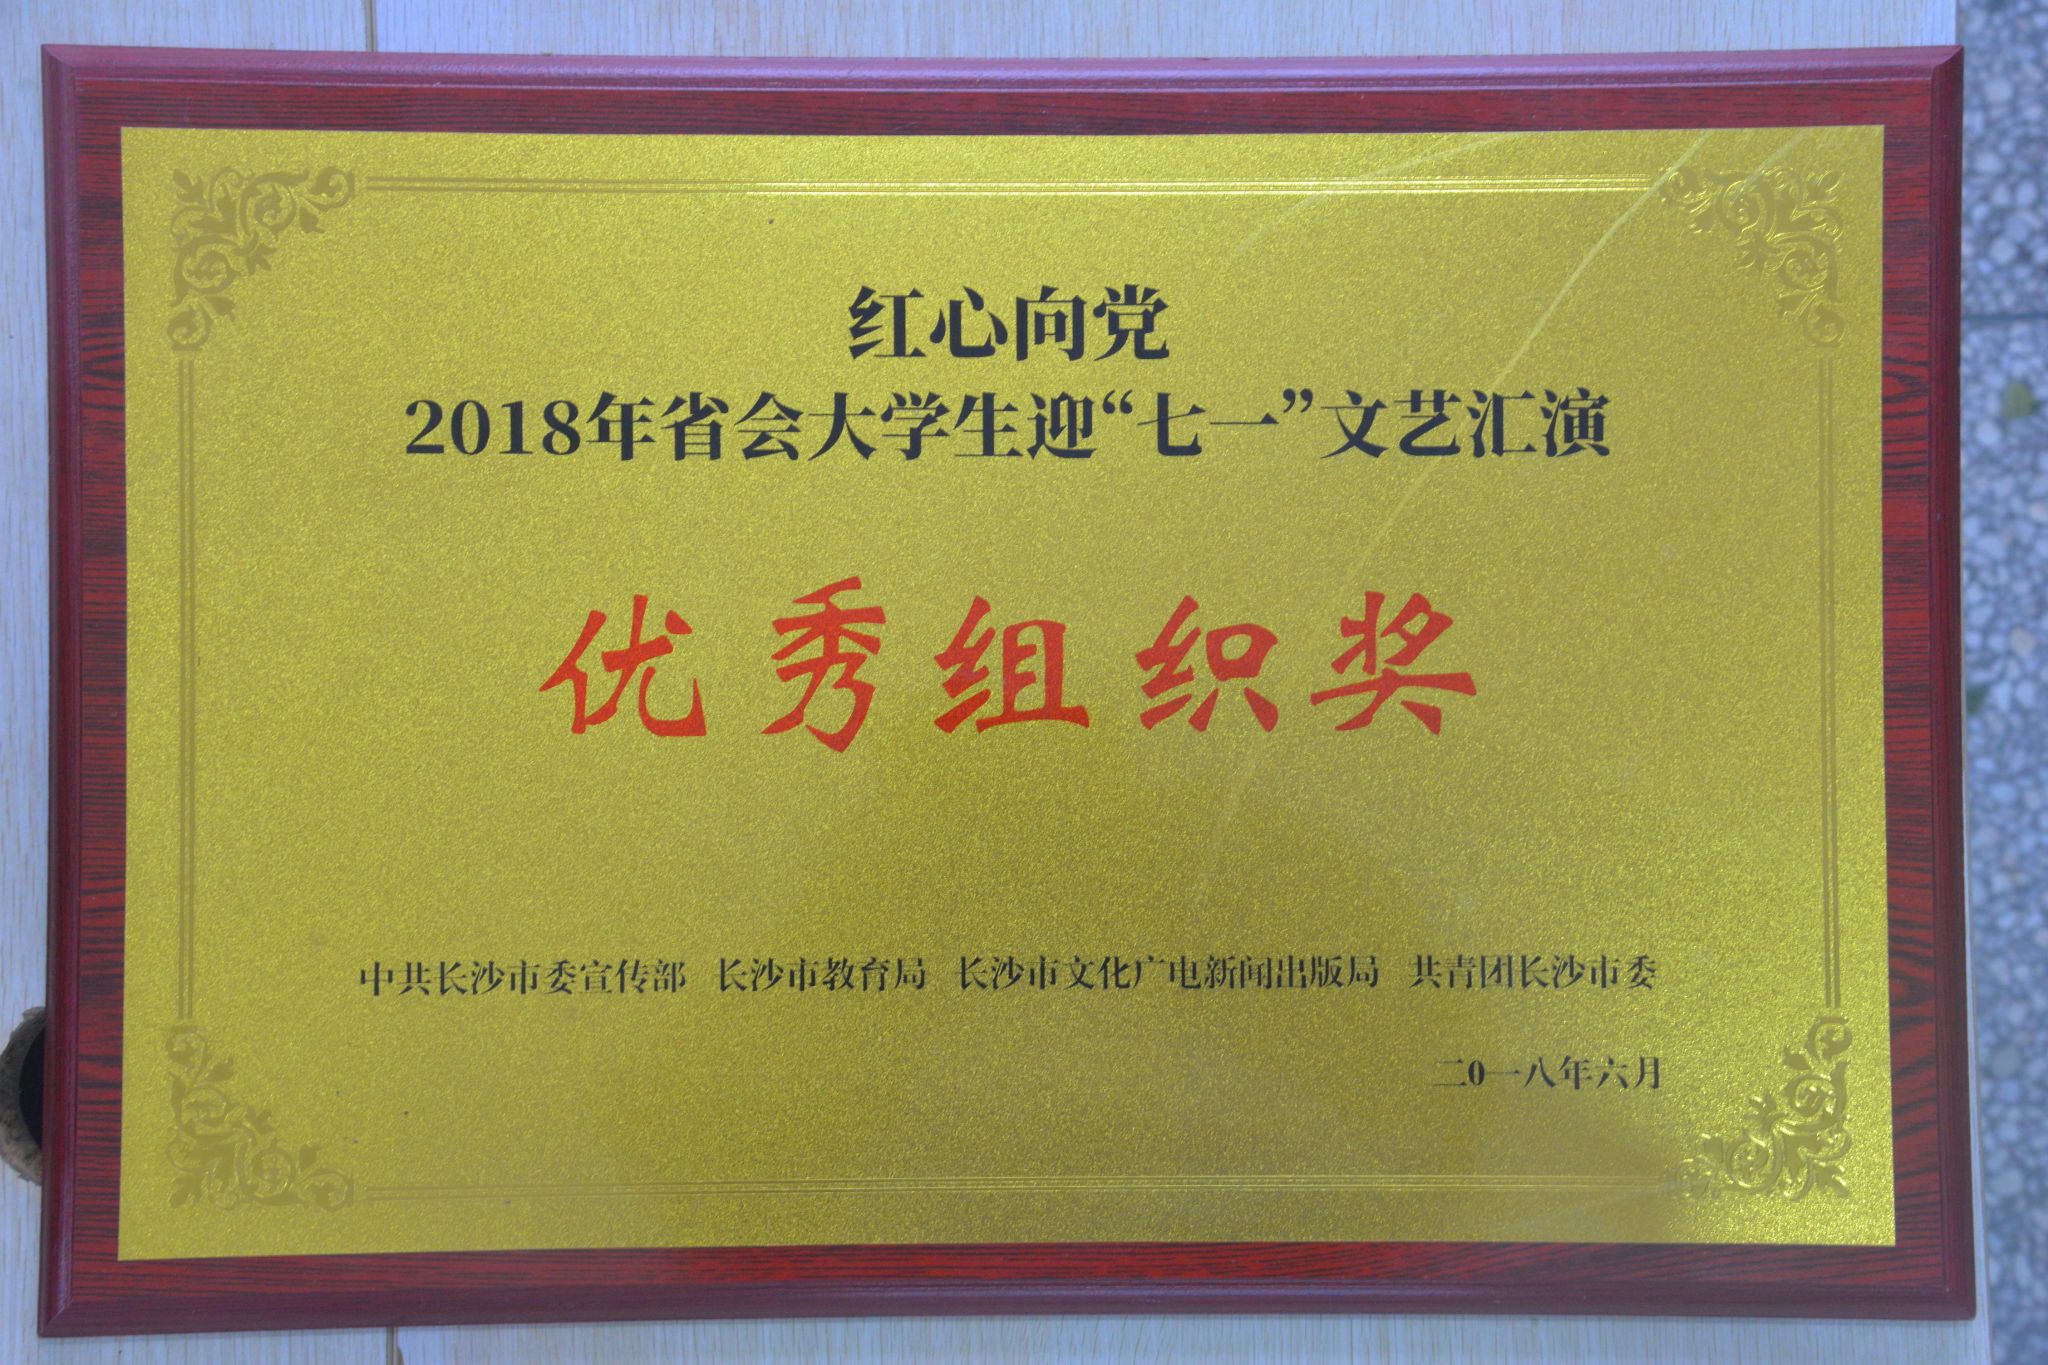 红心向党
2018年省会大学生迎“七一”文艺汇演
优秀组织奖
中共长沙市委宣传部 长沙市教育局 长沙市文化广电新闻出版局 共青团长沙市委
二0一八年六月